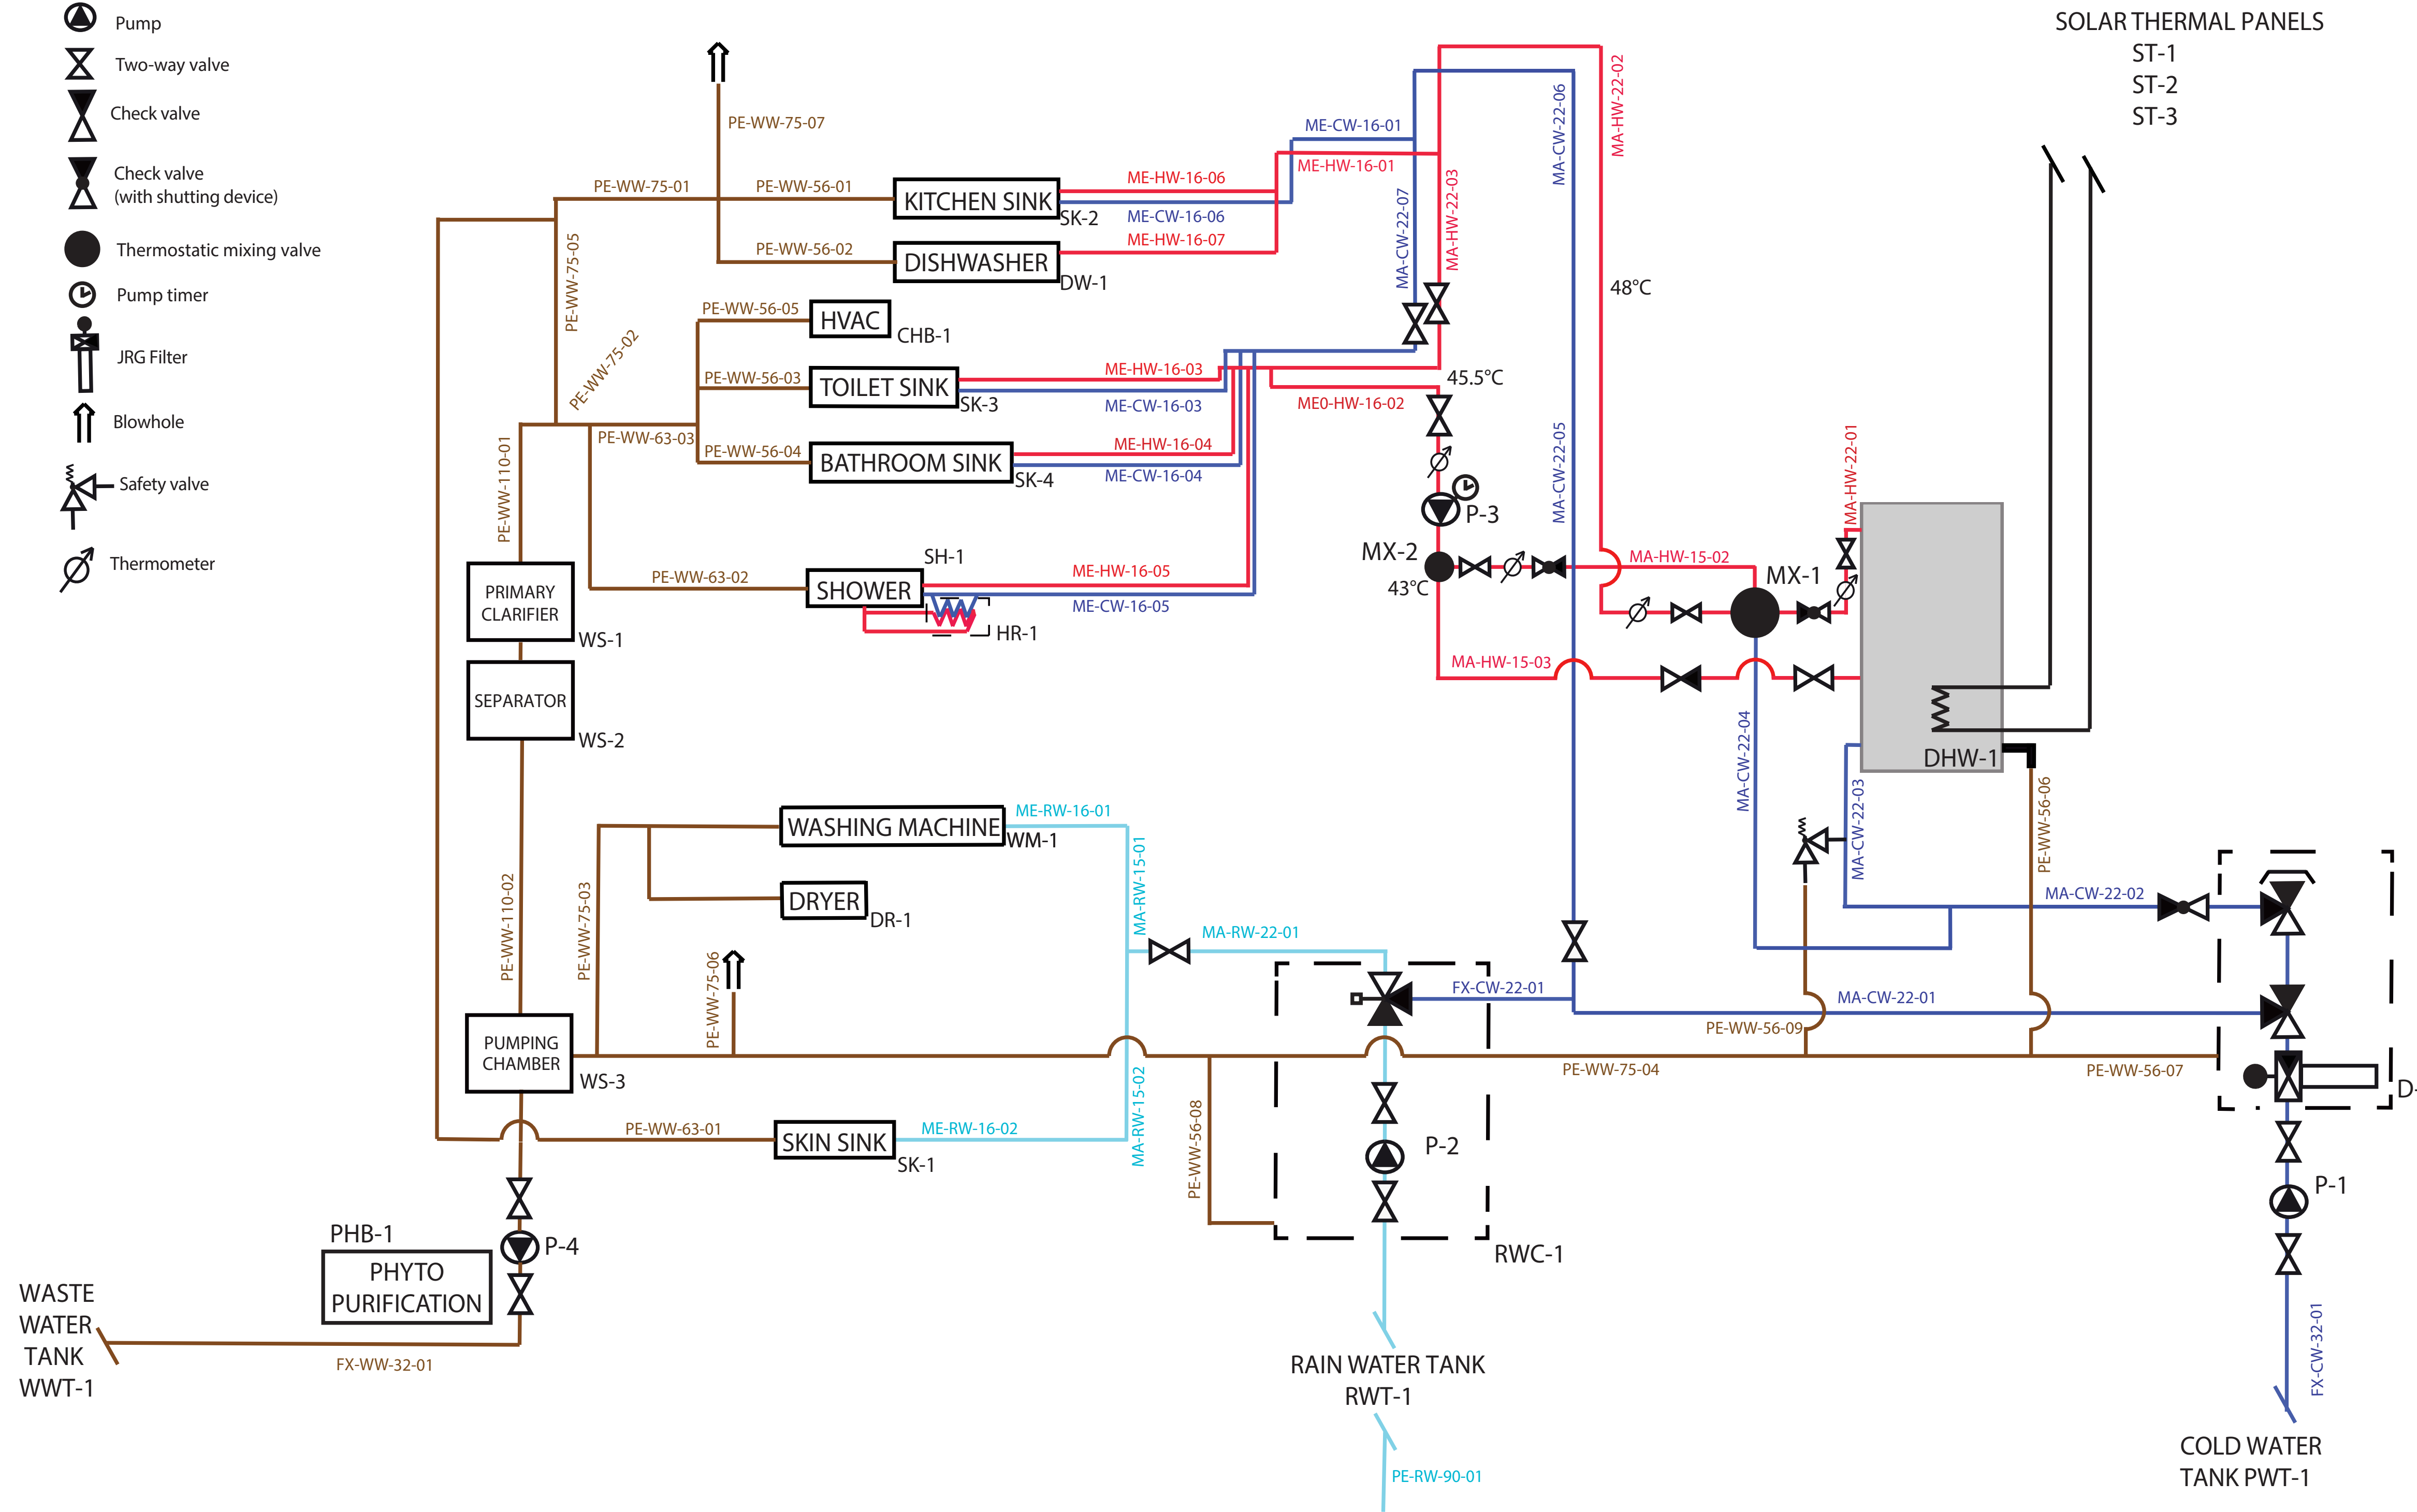 Pump
Two-way valve
Check valve
Check valve
(with shutting device)
Thermostatic mixing valve
Pump timer
JRG Filter
Blowhole
Safety valve
Thermometer
SOLAR THERMAL PANELS
ST-1
ST-2
ST-3
PE-WW-75-07
PE-WW-75-01
PE-WW-56-01
KITCHEN SINK
SK-2
ME-HW-16-06
ME-CW-16-06
ME-CW-16-01
ME-HW-16-01
PE-WW-56-02
DISHWASHER
DW-1
ME-HW-16-07
MA-CW-22-07
MA-HW-22-03
MA-CW-22-06
MA-HW-22-02
48°C
PE-WW-75-05
PE-WW-75-02
PE-WW-56-05
HVAC
CHB-1
PE-WW-56-03
TOILET SINK
SK-3
ME-HW-16-03
ME-CW-16-03
45.5°C
ME0-HW-16-02
PE-WW-63-03
PE-WW-56-04
BATHROOM SINK
SK-4
ME-HW-16-04
ME-CW-16-04
PE-WW-110-01
MA-CW-22-05
P-3
MX-2
43°C
MA-HW-15-02
MX-1
MA-HW-22-01
PRIMARY
CLARIFIER
WS-1
PE-WW-63-02
SH-1
SHOWER
ME-HW-16-05
ME-CW-16-05
HR-1
MA-HW-15-03
SEPARATOR
WS-2
MA-CW-22-04
DHW-1
MA-CW-22-03
PE-WW-56-06
WASHING MACHINE
WM-1
ME-RW-16-01
MA-RW-15-01
PE-WW-110-02
PE-WW-75-03
DRYER
DR-1
MA-CW-22-02
MA-RW-22-01
PE-WW-75-06
FX-CW-22-01
MA-CW-22-01
PE-WW-56-09
PUMPING
CHAMBER
WS-3
PE-WW-75-04
PE-WW-56-07
D-
MA-RW-15-02
PE-WW-56-08
PE-WW-63-01
SKIN SINK
SK-1
ME-RW-16-02
P-2
P-1
RWC-1
PHB-1
PHYTO
PURIFICATION
P-4
WASTE
WATER
TANK
WWT-1
FX-WW-32-01
RAIN WATER TANK
RWT-1
PE-RW-90-01
FX-CW-32-01
COLD WATER
TANK PWT-1